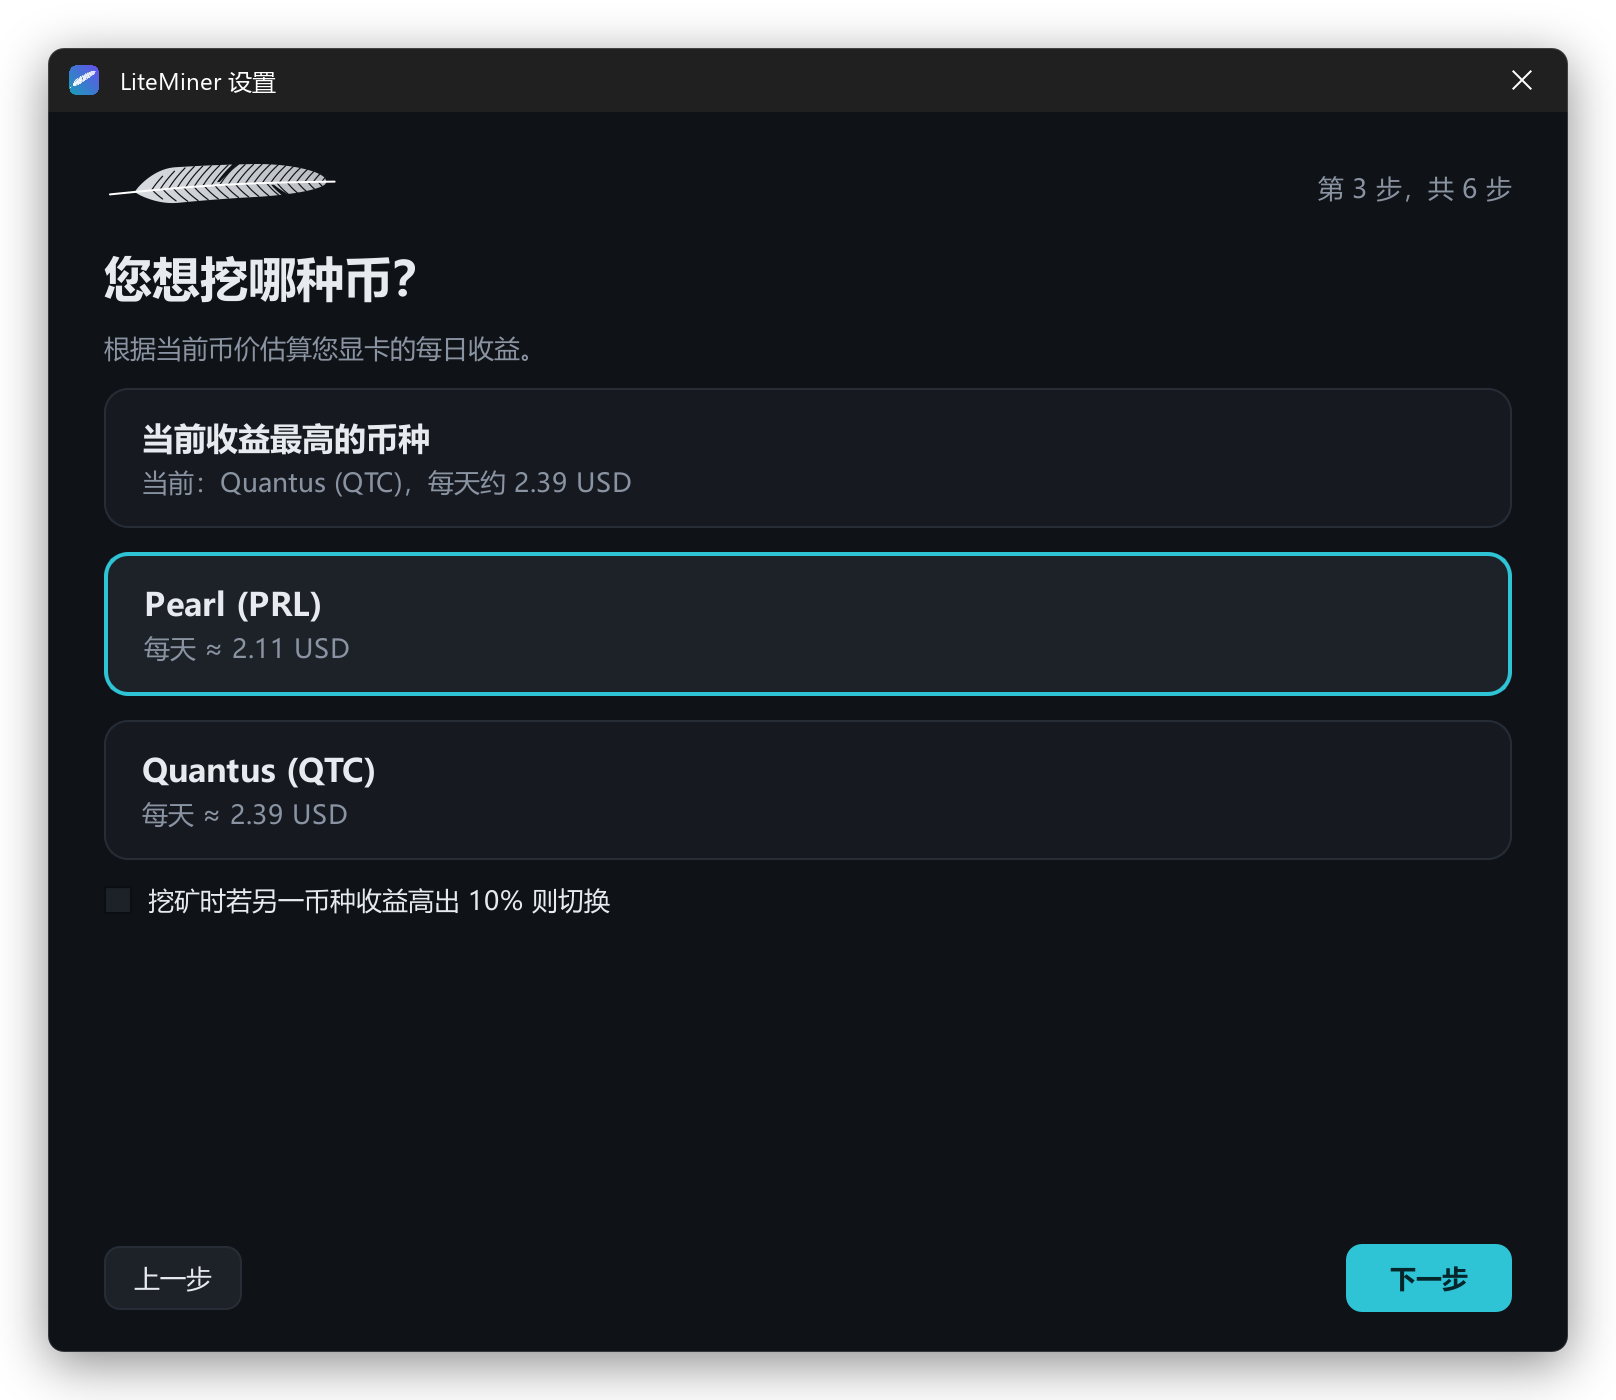 LiteMiner 设置
第 3 步，共 6 步
您想挖哪种币？
根据当前币价估算您显卡的每日收益。
当前收益最高的币种
当前：Quantus (QTC)，每天约 2.39 USD
Pearl (PRL)
每天 ≈ 2.11 USD
Quantus (QTC)
每天 ≈ 2.39 USD
挖矿时若另一币种收益高出 10% 则切换
上一步
下一步